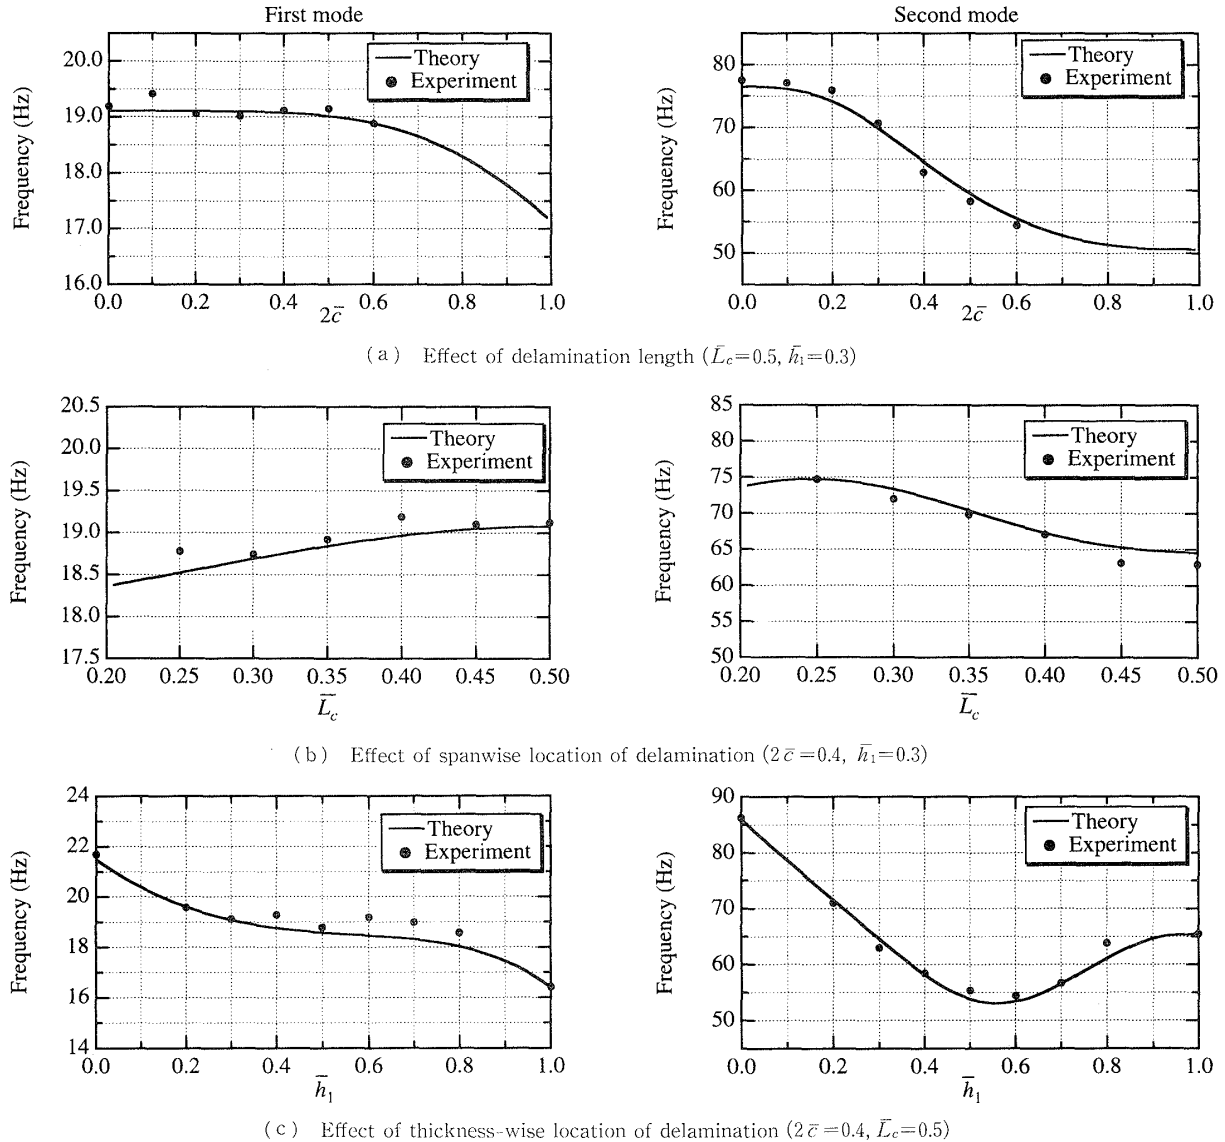 First mode
Second mode
Frequency (Hz)
20.0
19.0
18.0
17.0
16.0
Theory
Experiment
0.0 0.2 0.4 0.6 0.8 1.0
2c̄
Frequency (Hz)
80
70
60
50
Theory
Experiment
0.0 0.2 0.4 0.6 0.8 1.0
2c̄
(a) Effect of delamination length (L̄c=0.5, h̄1=0.3)
Frequency (Hz)
20.5
20.0
19.5
19.0
18.5
18.0
17.5
Theory
Experiment
0.20 0.25 0.30 0.35 0.40 0.45 0.50
L̄c
Frequency (Hz)
85
80
75
70
65
60
55
50
Theory
Experiment
0.20 0.25 0.30 0.35 0.40 0.45 0.50
L̄c
(b) Effect of spanwise location of delamination (2c̄=0.4, h̄1=0.3)
Frequency (Hz)
24
22
20
18
16
14
Theory
Experiment
0.0 0.2 0.4 0.6 0.8 1.0
h̄1
Frequency (Hz)
90
80
70
60
50
Theory
Experiment
0.0 0.2 0.4 0.6 0.8 1.0
h̄1
(c) Effect of thickness-wise location of delamination (2c̄=0.4, L̄c=0.5)